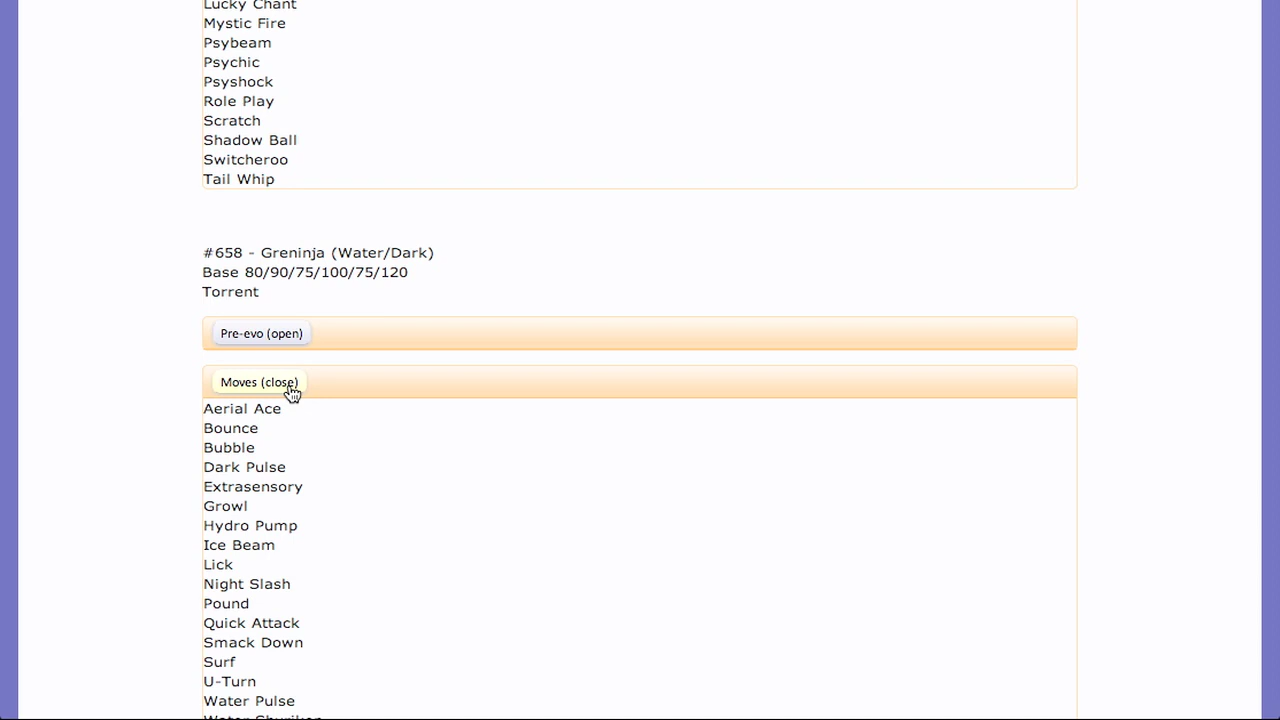 Lucky Chant
Mystic Fire
Psybeam
Psychic
Psyshock
Role Play
Scratch
Shadow Ball
Switcheroo
Tail Whip
#658 - Greninja (Water/Dark)
Base 80/90/75/100/75/120
Torrent
Pre-evo (open)
Moves (close)
Aerial Ace
Bounce
Bubble
Dark Pulse
Extrasensory
Growl
Hydro Pump
Ice Beam
Lick
Night Slash
Pound
Quick Attack
Smack Down
Surf
U-Turn
Water Pulse
Water Shuriken